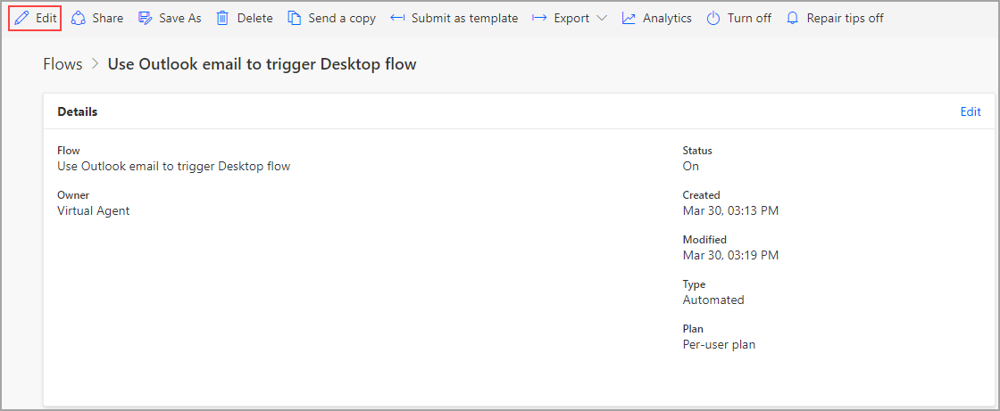 Edit Share Save As Delete Send a copy Submit as template Export Analytics Turn off Repair tips off
Flows > Use Outlook email to trigger Desktop flow
Details Edit
Flow
Use Outlook email to trigger Desktop flow
Owner
Virtual Agent
Status
On
Created
Mar 30, 03:13 PM
Modified
Mar 30, 03:19 PM
Type
Automated
Plan
Per-user plan